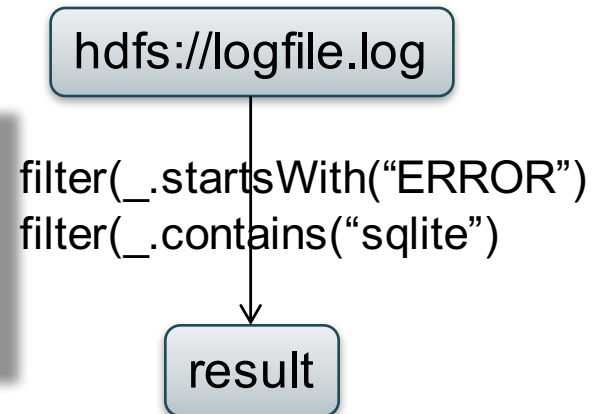 hdfs://logfile.log
filter(_.startsWith(“ERROR”)
filter(_.contains(“sqlite”)
result